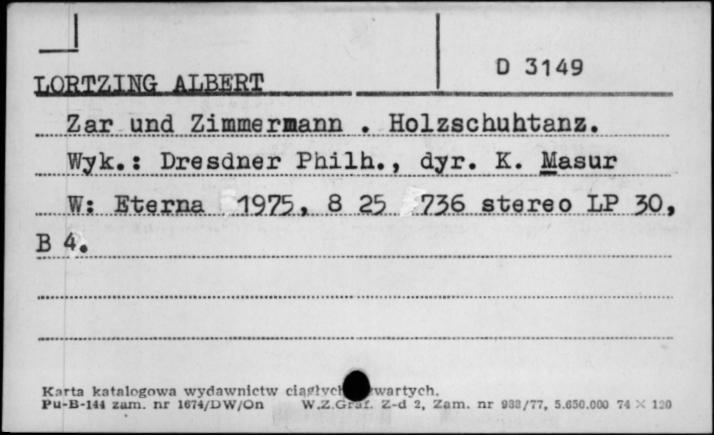 D 3149
LORTZING ALBERT
Zar und Zimmermann . Holzschuhtanz.
Wyk.: Dresdner Philh., dyr. K. Masur
W: Eterna 1975, 8 25 736 stereo LP 30,
B 4.
Karta katalogowa wydawnictw ciągłych
Pu-B-144 zam. nr 1674/DW/On W.Z.Graf. Z-d 2, Zam. nr 933/77, 5.650.000 74 × 120